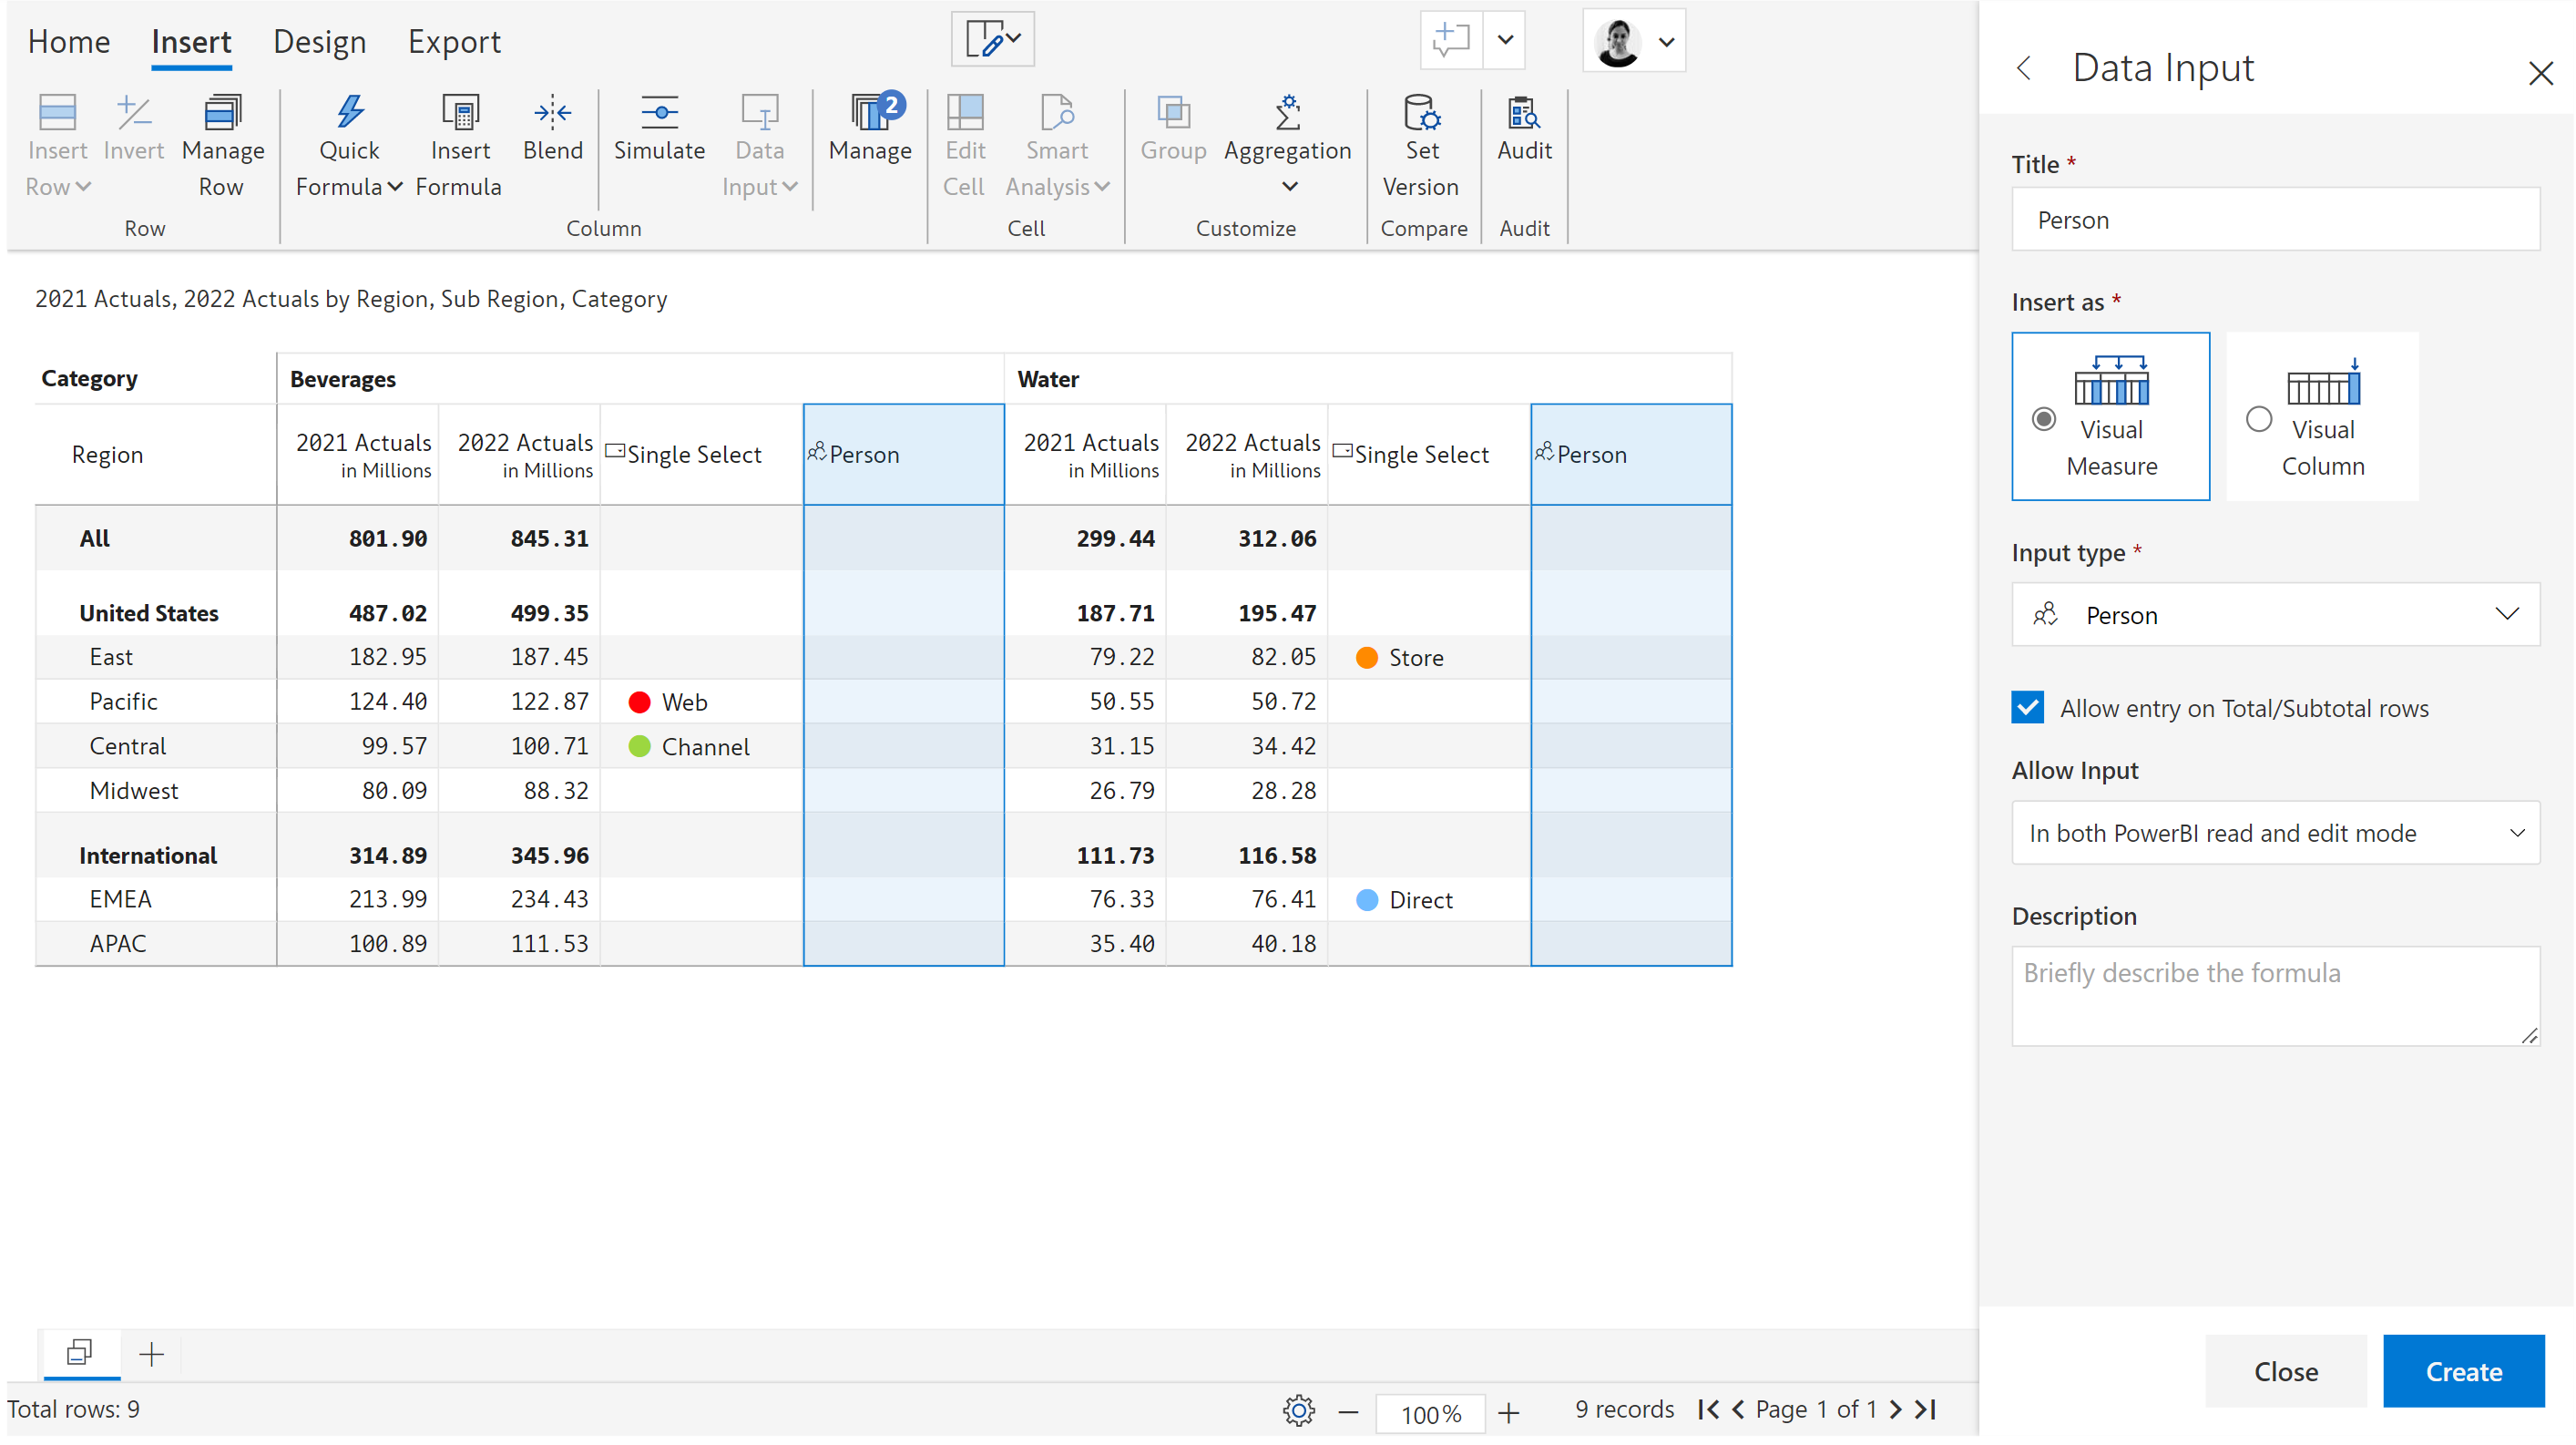 Home Insert Design Export
Insert Row
Invert
Manage Row
Quick Formula
Insert Formula
Blend
Simulate
Data Input
Manage
2
Edit Cell
Smart Analysis
Group
Aggregation
Set Version
Audit
Row Column Cell Customize Compare Audit
2021 Actuals, 2022 Actuals by Region, Sub Region, Category
Category Beverages Water
Region 2021 Actuals in Millions 2022 Actuals in Millions Single Select Person 2021 Actuals in Millions 2022 Actuals in Millions Single Select Person
All 801.90 845.31 299.44 312.06
United States 487.02 499.35 187.71 195.47
East 182.95 187.45 79.22 82.05 Store
Pacific 124.40 122.87 Web 50.55 50.72
Central 99.57 100.71 Channel 31.15 34.42
Midwest 80.09 88.32 26.79 28.28
International 314.89 345.96 111.73 116.58
EMEA 213.99 234.43 76.33 76.41 Direct
APAC 100.89 111.53 35.40 40.18
Total rows: 9
100%
9 records
Page 1 of 1
Data Input
Title *
Person
Insert as *
Visual Measure
Visual Column
Input type *
Person
Allow entry on Total/Subtotal rows
Allow Input
In both PowerBI read and edit mode
Description
Briefly describe the formula
Close Create